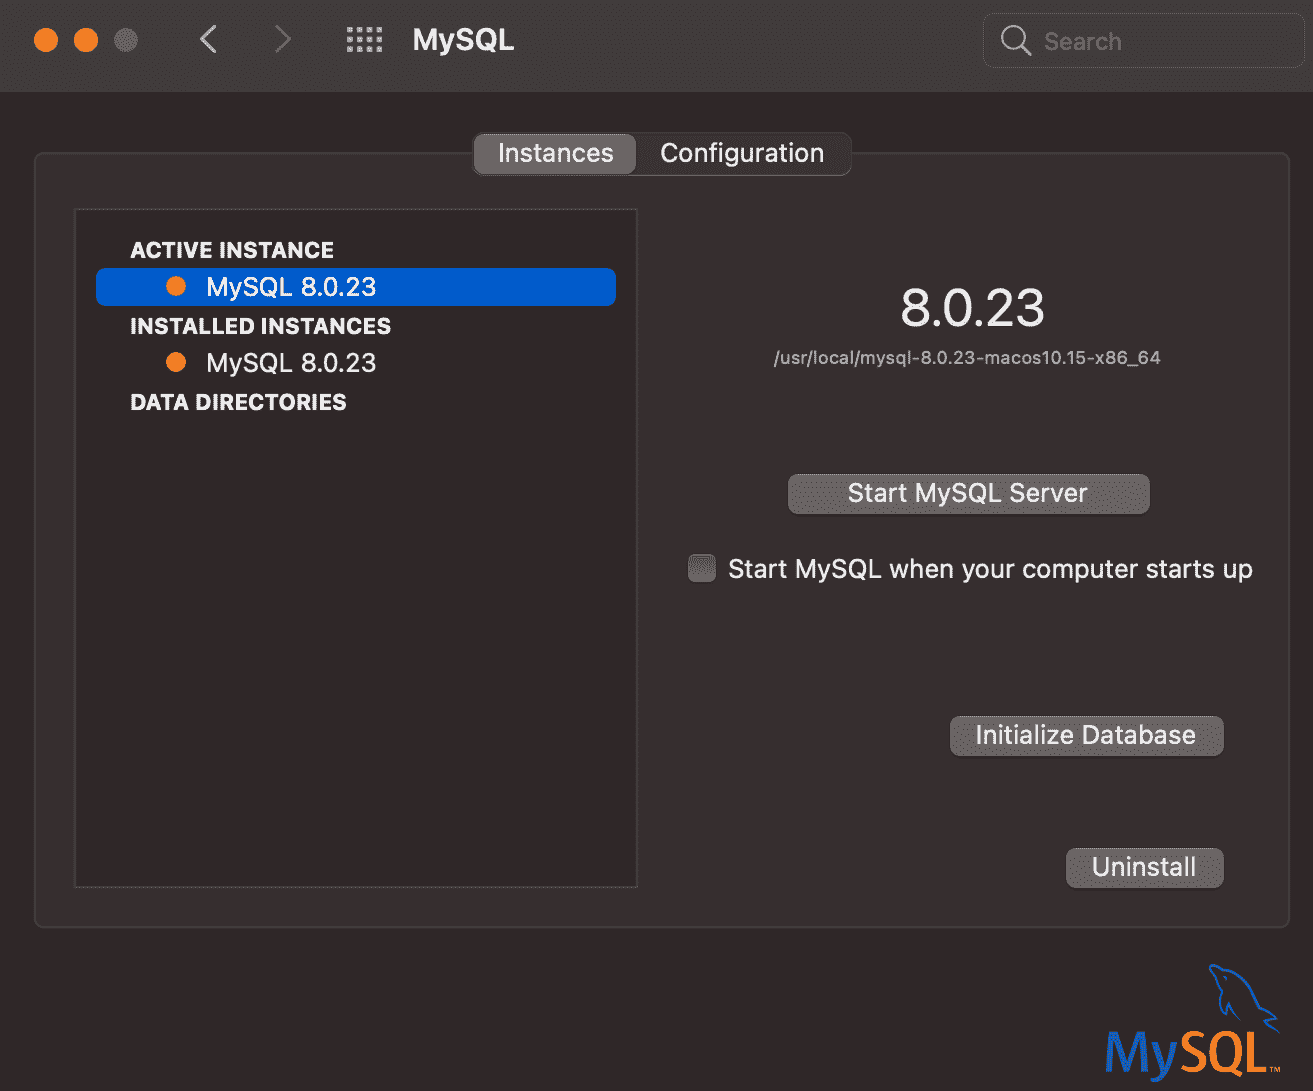 MySQL
Search
Instances
Configuration
ACTIVE INSTANCE
MySQL 8.0.23
INSTALLED INSTANCES
MySQL 8.0.23
DATA DIRECTORIES
8.0.23
/usr/local/mysql-8.0.23-macos10.15-x86_64
Start MySQL Server
Start MySQL when your computer starts up
Initialize Database
Uninstall
MySQL™